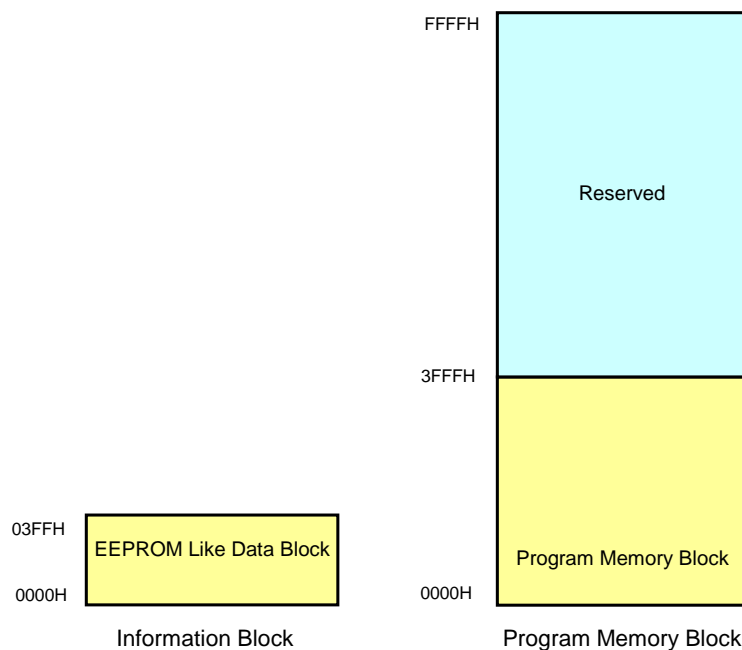 FFFFH
Reserved
3FFFH
03FFH
EEPROM Like Data Block
Program Memory Block
0000H
0000H
Information Block
Program Memory Block